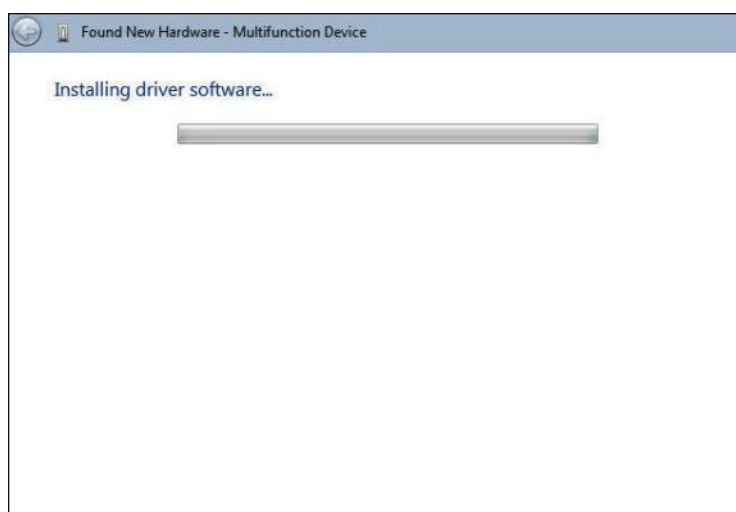 Found New Hardware - Multifunction Device
Installing driver software...